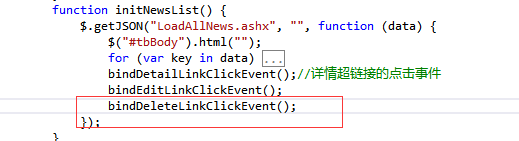 function initNewsList() {
$.getJSON("LoadAllNews.ashx", "", function (data) {
$("#tbBody").html("");
for (var key in data) ...
bindDetailLinkClickEvent();//详情超链接的点击事件
bindEditLinkClickEvent();
bindDeleteLinkClickEvent();
});
}